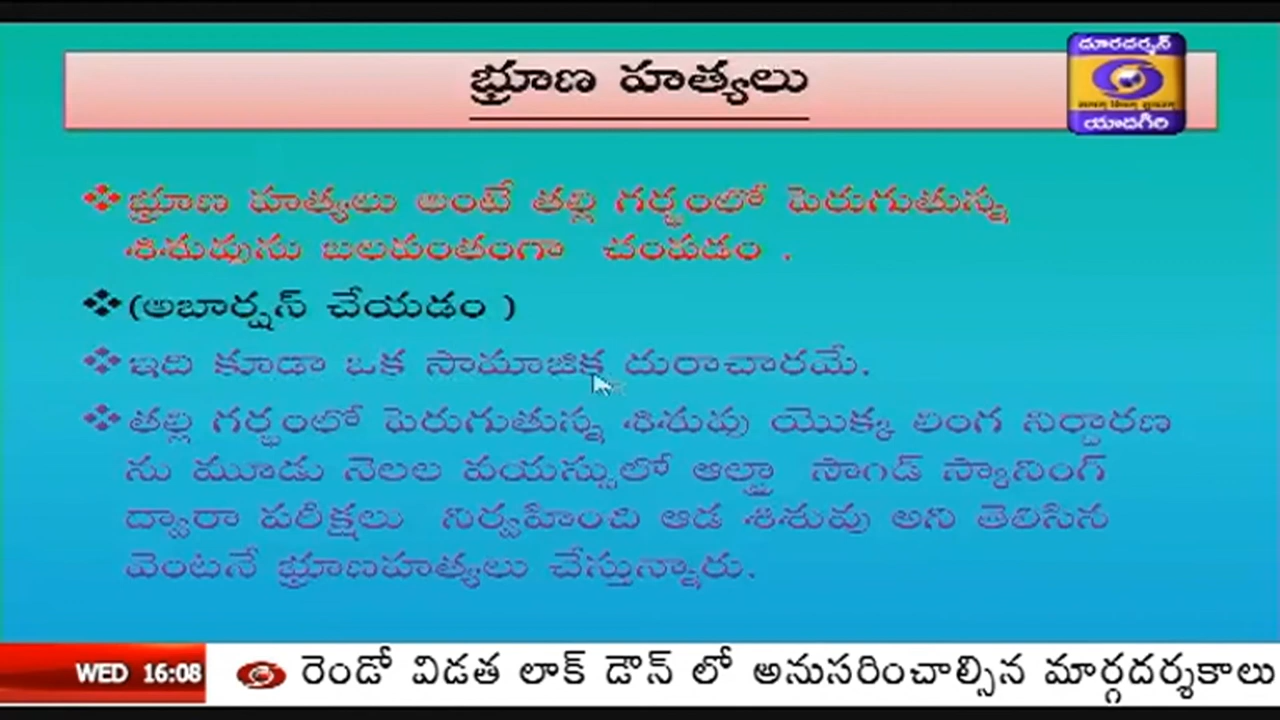 దూరదర్శన్
యాదగిరి
భ్రూణ హత్యలు
❖భ్రూణ హత్యలు అంటే తల్లి గర్భంలో పెరుగుతున్న
శిశువును బలవంతంగా చంపడం .
❖(అబార్షన్ చేయడం )
❖ఇది కూడా ఒక సామాజిక దురాచారమే.
❖తల్లి గర్భంలో పెరుగుతున్న శిశువు యొక్క లింగ నిర్ధారణ
ను మూడు నెలల వయస్సులో ఆల్ట్రా సౌండ్ స్కానింగ్
ద్వారా పరీక్షలు నిర్వహించి ఆడ శిశువు అని తెలిసిన
వెంటనే భ్రూణహత్యలు చేస్తున్నారు.
WED 16:08 రెండో విడత లాక్ డౌన్ లో అనుసరించాల్సిన మార్గదర్శకాలు